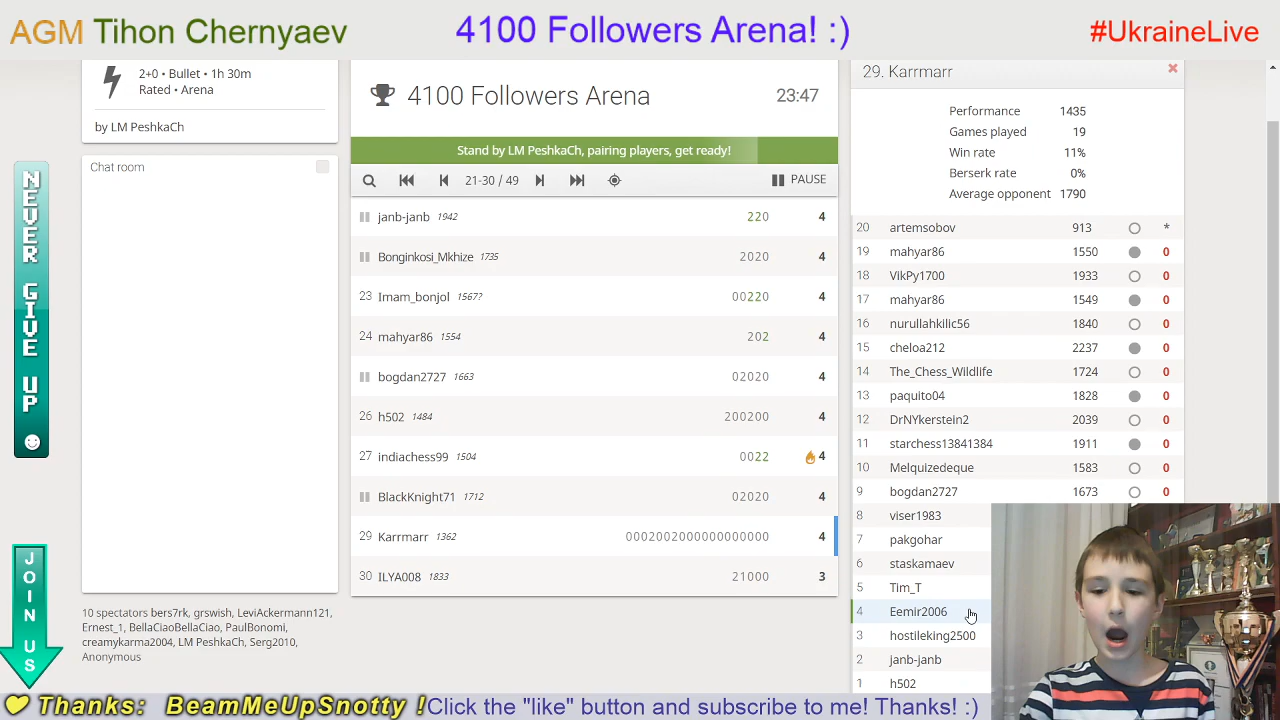 AGM Tihon Chernyaev
4100 Followers Arena! :)
#UkraineLive
2+0 • Bullet • 1h 30m
Rated • Arena
by LM PeshkaCh
Chat room
10 spectators bers7rk, grswish, LeviAckermann121,
Ernest_1, BellaCiaoBellaCiao, PaulBonomi,
creamykarma2004, LM PeshkaCh, Serg2010,
Anonymous
NEVER GIVE UP
JOIN US
4100 Followers Arena 23:47
Stand by LM PeshkaCh, pairing players, get ready!
21-30 / 49 PAUSE
janb-janb 1942 220 4
Bonginkosi_Mkhize 1735 2020 4
23 Imam_bonjol 1567? 00220 4
24 mahyar86 1554 202 4
bogdan2727 1663 02020 4
26 h502 1484 200200 4
27 indiachess99 1504 0022 4
BlackKnight71 1712 02020 4
29 Karrmarr 1362 0002002000000000000 4
30 ILYA008 1833 21000 3
29. Karrmarr
Performance 1435
Games played 19
Win rate 11%
Berserk rate 0%
Average opponent 1790
20 artemsobov 913 *
19 mahyar86 1550 0
18 VikPy1700 1933 0
17 mahyar86 1549 0
16 nurullahkilic56 1840 0
15 cheloa212 2237 0
14 The_Chess_Wildlife 1724 0
13 paquito04 1828 0
12 DrNYkerstein2 2039 0
11 starchess13841384 1911 0
10 Melquizedeque 1583 0
9 bogdan2727 1673 0
8 viser1983
7 pakgohar
6 staskamaev
5 Tim_T
4 Eemir2006
3 hostileking2500
2 janb-janb
1 h502
Thanks: BeamMeUpSnotty ! Click the "like" button and subscribe to me! Thanks! :)